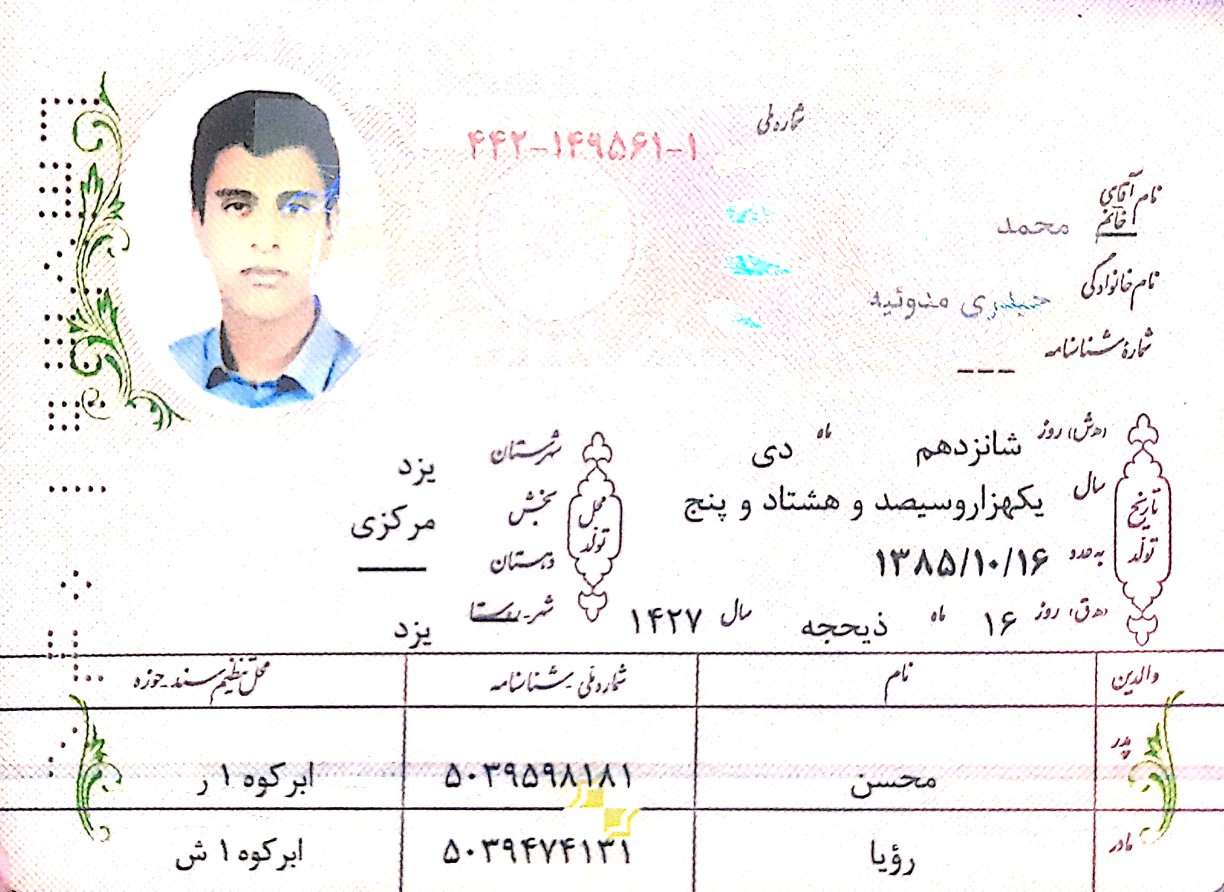 شماره ملی
۴۴۲-۱۴۹۵۶۱-۱
نام آقای خانم محمد
نام خانوادگی حیدری مدوئیه
شماره شناسنامه ---
تاریخ تولد
(ه.ش) روز شانزدهم ماه دی
سال یکهزاروسیصد و هشتاد و پنج
به عدد ۱۳۸۵/۱۰/۱۶
(ه.ق) روز ۱۶ ماه ذیحجه سال ۱۴۲۷
محل تولد
شهرستان یزد
بخش مرکزی
دهستان
شهر-روستا یزد
والدین نام شماره ملی-شناسنامه محل تنظیم سند-حوزه
پدر محسن ۵۰۳۹۵۹۸۱۸۱ ابرکوه ۱ ر
مادر رؤیا ۵۰۳۹۴۷۴۱۳۱ ابرکوه ۱ ش